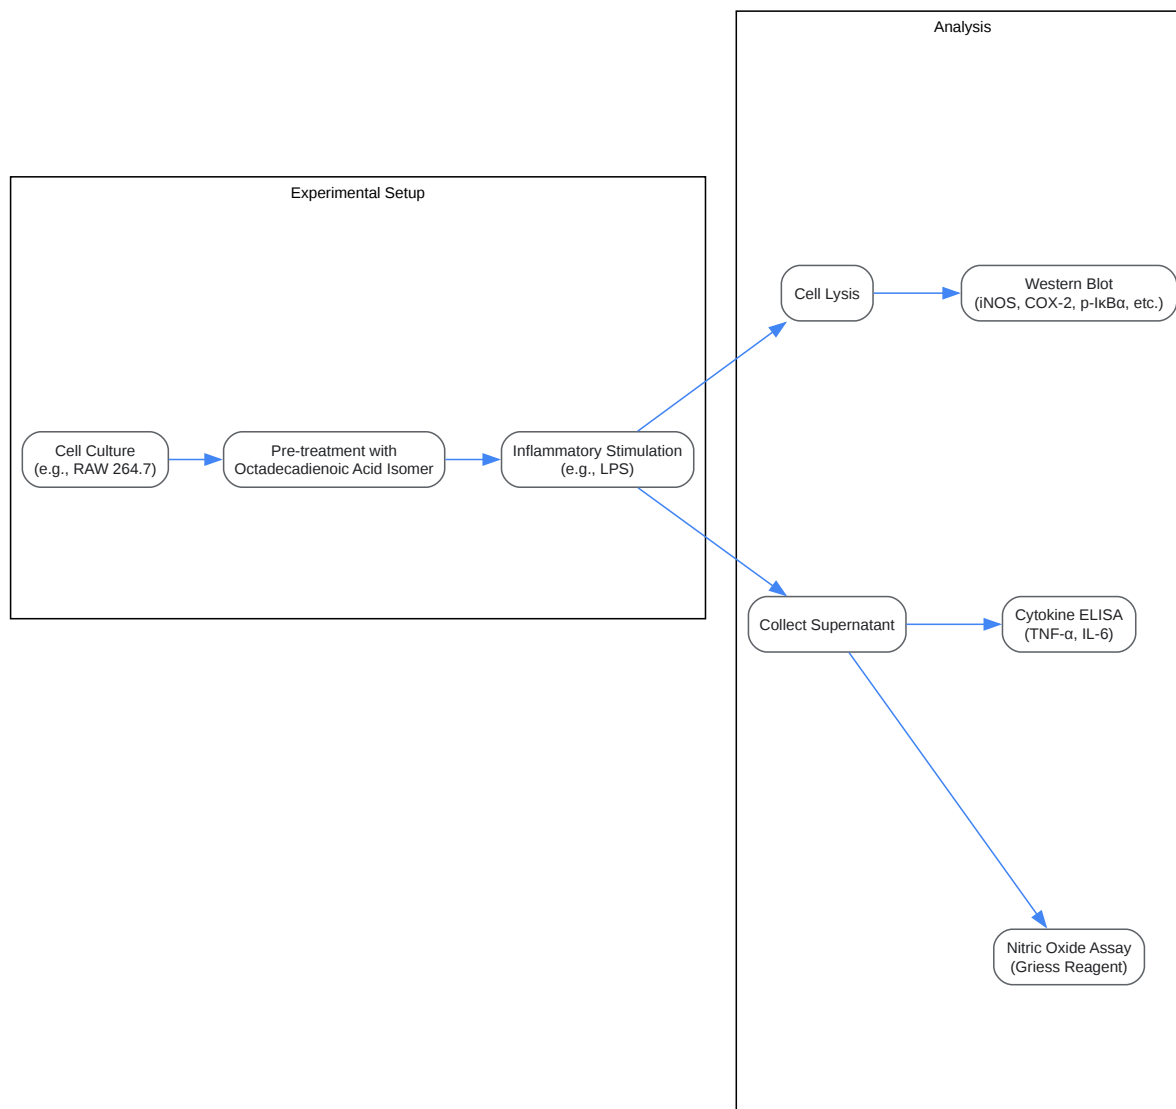 Analysis
Experimental Setup
Cell Lysis
Western Blot
(iNOS, COX-2, p-IκBα, etc.)
Cell Culture
(e.g., RAW 264.7)
Pre-treatment with
Octadecadienoic Acid Isomer
Inflammatory Stimulation
(e.g., LPS)
Collect Supernatant
Cytokine ELISA
(TNF-α, IL-6)
Nitric Oxide Assay
(Griess Reagent)